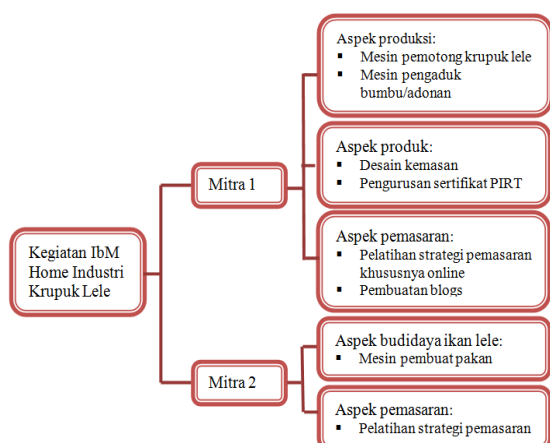 Kegiatan IbM
Home Industri
Krupuk Lele
Mitra 1
Aspek produksi:
▪ Mesin pemotong krupuk lele
▪ Mesin pengaduk
bumbu/adonan
Aspek produk:
▪ Desain kemasan
▪ Pengurusan sertifikat PIRT
Aspek pemasaran:
▪ Pelatihan strategi pemasaran
khususnya online
▪ Pembuatan blogs
Mitra 2
Aspek budidaya ikan lele:
▪ Mesin pembuat pakan
Aspek pemasaran:
▪ Pelatihan strategi pemasaran